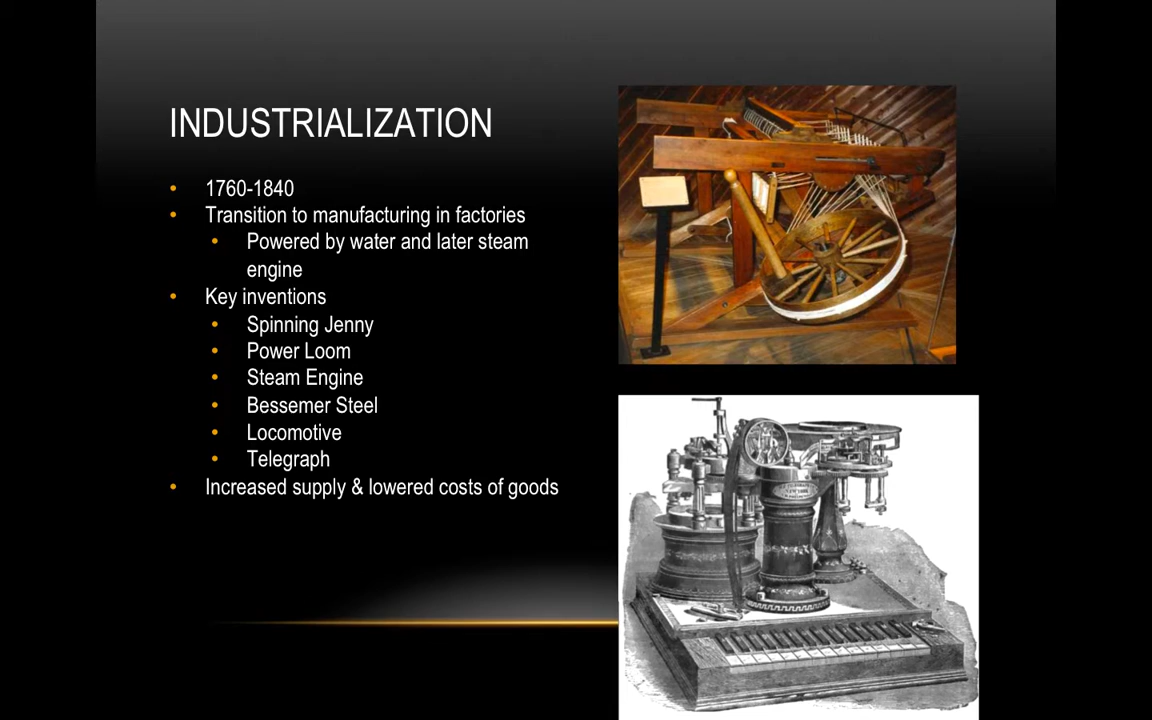 INDUSTRIALIZATION
• 1760-1840
• Transition to manufacturing in factories
• Powered by water and later steam
engine
• Key inventions
• Spinning Jenny
• Power Loom
• Steam Engine
• Bessemer Steel
• Locomotive
• Telegraph
• Increased supply & lowered costs of goods